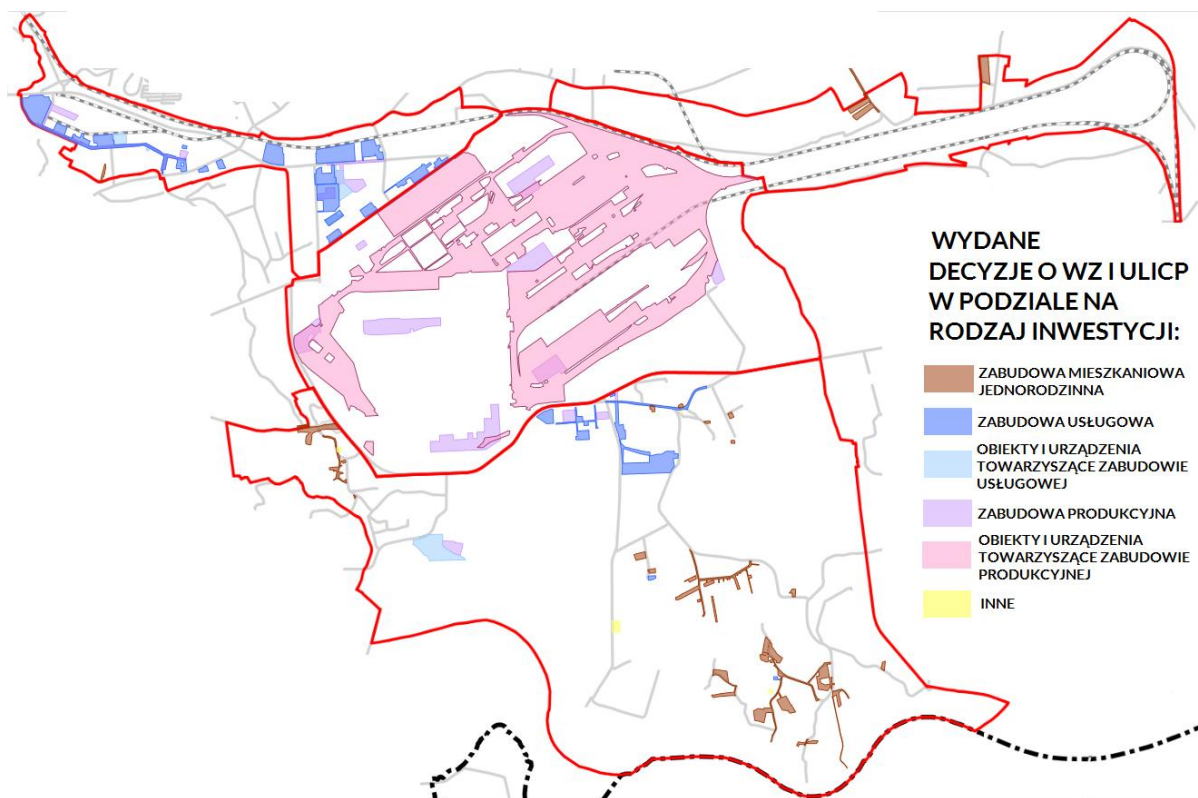 WYDANE
DECYZJE O WZ I ULICP
W PODZIALE NA
RODZAJ INWESTYCJI:
ZABUDOWA MIESZKANIOWA
JEDNORODZINNA
ZABUDOWA USŁUGOWA
OBIEKTY I URZĄDZENIA
TOWARZYSZĄCE ZABUDOWIE
USŁUGOWEJ
ZABUDOWA PRODUKCYJNA
OBIEKTY I URZĄDZENIA
TOWARZYSZĄCE ZABUDOWIE
PRODUKCYJNEJ
INNE